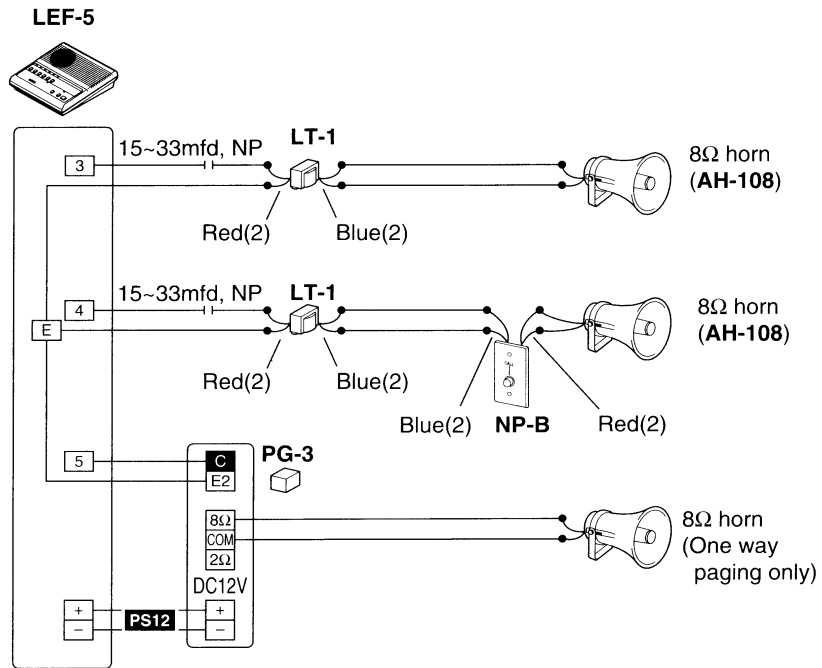 LEF-5
3
15~33mfd, NP
LT-1
8Ω horn
(AH-108)
Red(2)
Blue(2)
4
E
15~33mfd, NP
LT-1
8Ω horn
(AH-108)
Red(2)
Blue(2)
CALL
Blue(2)
NP-B
Red(2)
5
C
E2
PG-3
8Ω
COM
2Ω
8Ω horn
(One way
paging only)
DC12V
+
−
PS12
+
−